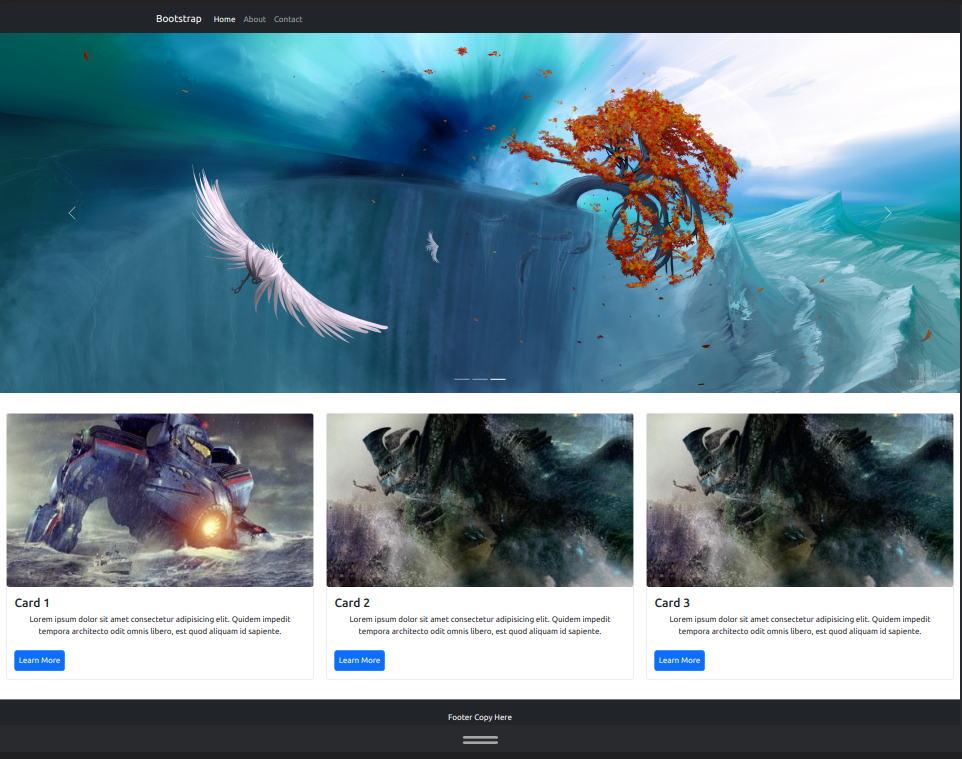 Bootstrap Home About Contact
Card 1
Lorem ipsum dolor sit amet consectetur adipisicing elit. Quidem impedit
tempora architecto odit omnis libero, est quod aliquam id sapiente.
Learn More
Card 2
Lorem ipsum dolor sit amet consectetur adipisicing elit. Quidem impedit
tempora architecto odit omnis libero, est quod aliquam id sapiente.
Learn More
Card 3
Lorem ipsum dolor sit amet consectetur adipisicing elit. Quidem impedit
tempora architecto odit omnis libero, est quod aliquam id sapiente.
Learn More
Footer Copy Here